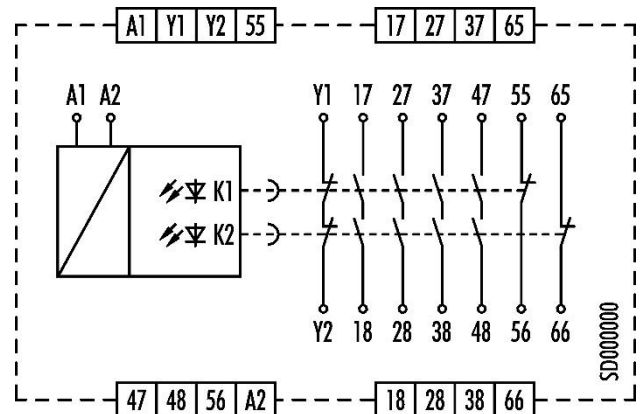 A1 Y1 Y2 55 17 27 37 65
A1 A2 Y1 17 27 37 47 55 65
K1
K2
Y2 18 28 38 48 56 66
SD000000
47 48 56 A2 18 28 38 66